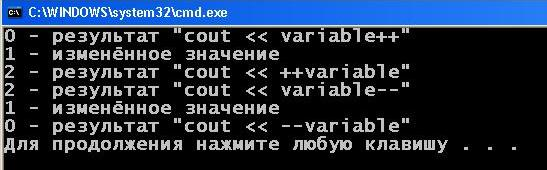 C:\WINDOWS\system32\cmd.exe
0 - результат "cout << variable++"
1 - изменённое значение
2 - результат "cout << ++variable"
2 - результат "cout << variable--"
1 - изменённое значение
0 - результат "cout << --variable"
Для продолжения нажмите любую клавишу . . .